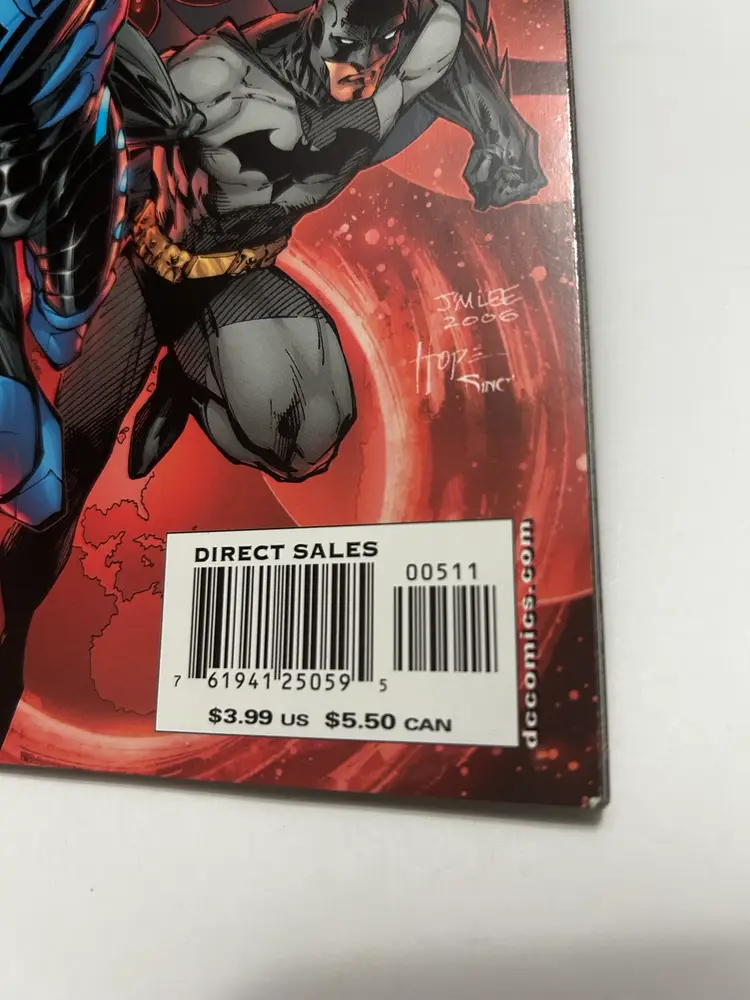 JIM LEE
2006
HOPE
SINC!
DIRECT SALES
00511
7 61941 25059 5
$3.99 US $5.50 CAN
dccomics.com